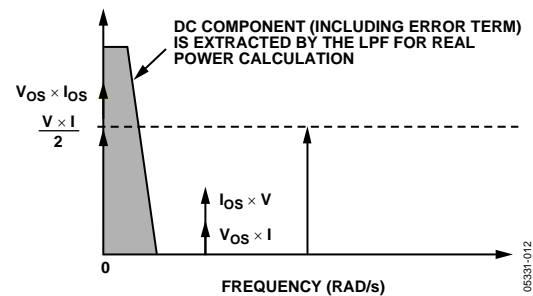 DC COMPONENT (INCLUDING ERROR TERM)
IS EXTRACTED BY THE LPF FOR REAL
POWER CALCULATION
VOS × IOS
V × I
2
IOS × V
VOS × I
0
FREQUENCY (RAD/s)
05331-012